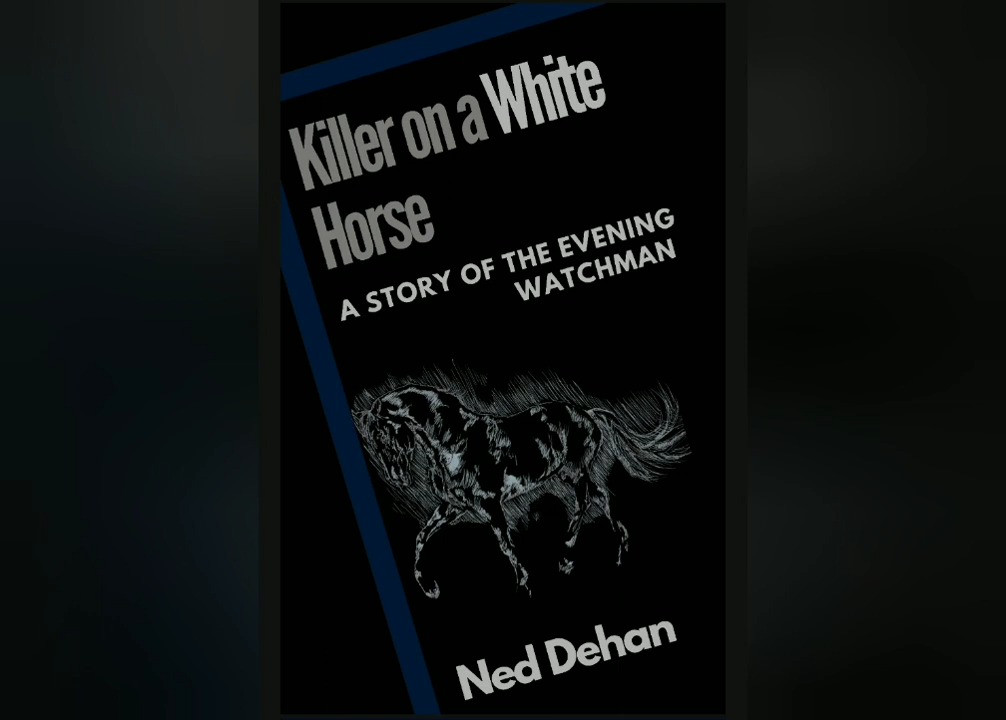 Killer on a White
Horse
A STORY OF THE EVENING
WATCHMAN
Ned Dehan